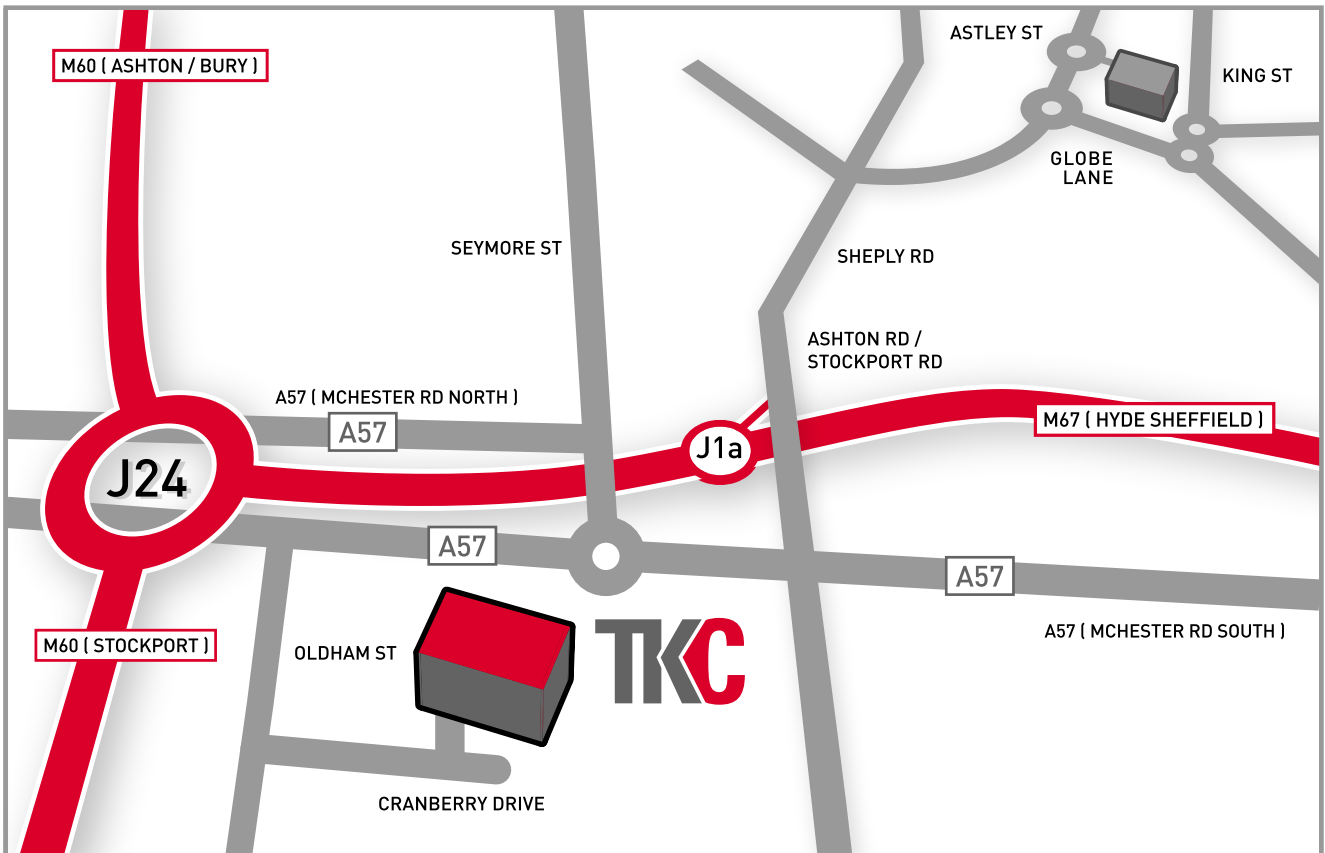 ASTLEY ST
M60 ( ASHTON / BURY )
KING ST
GLOBE
LANE
SEYMORE ST
SHEPLY RD
ASHTON RD /
STOCKPORT RD
A57 ( MCHESTER RD NORTH )
M67 ( HYDE SHEFFIELD )
A57
J1a
J24
A57
A57
A57 ( MCHESTER RD SOUTH )
M60 ( STOCKPORT )
OLDHAM ST
TKC
CRANBERRY DRIVE